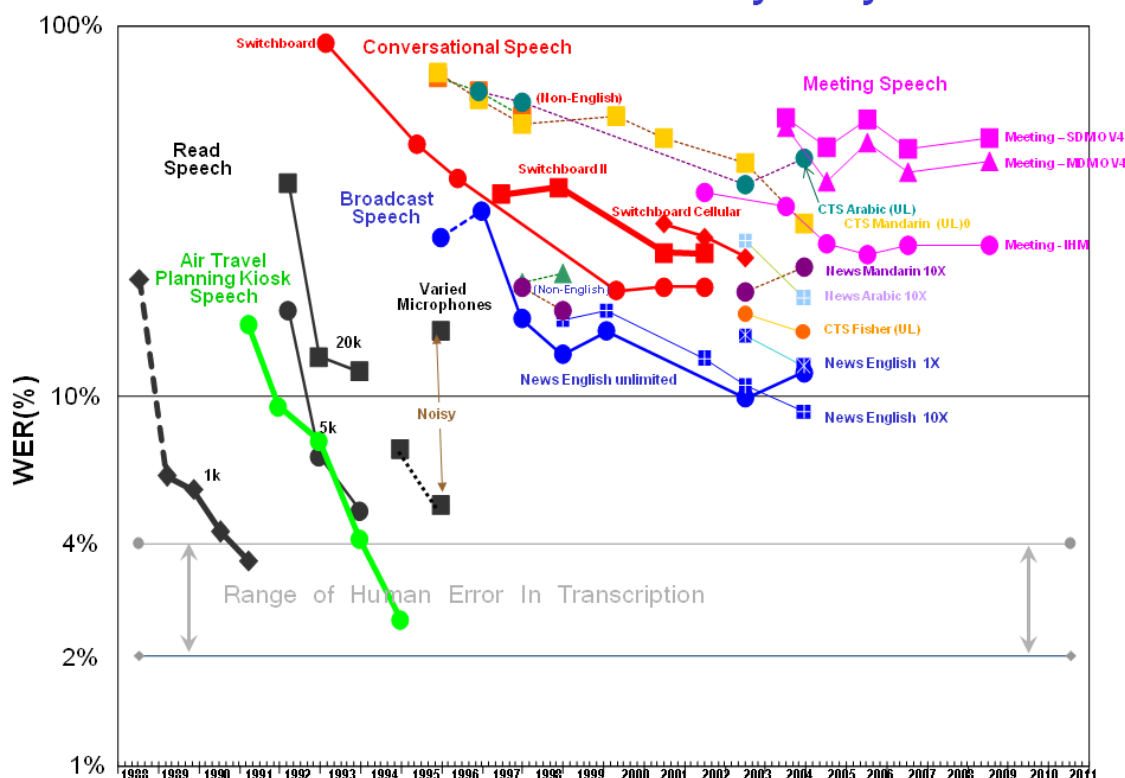 100%
Switchboard
Conversational Speech
(Non-English)
Meeting Speech
Read
Speech
Switchboard II
Meeting – SDM OV4
Meeting – MDM OV4
Broadcast
Speech
Switchboard Cellular
CTS Arabic (UL)
CTS Mandarin (UL)0
Meeting - IHM
Air Travel
Planning Kiosk
Speech
Varied
Microphones
(Non-English)
News Mandarin 10X
News Arabic 10X
CTS Fisher (UL)
20k
News English 1X
News English unlimited
10%
Noisy
News English 10X
WER(%)
5k
1k
4%
Range of Human Error In Transcription
2%
1%
1988 1989 1990 1991 1992 1993 1994 1995 1996 1997 1998 1999 2000 2001 2002 2003 2004 2005 2006 2007 2008 2009 2010 2011